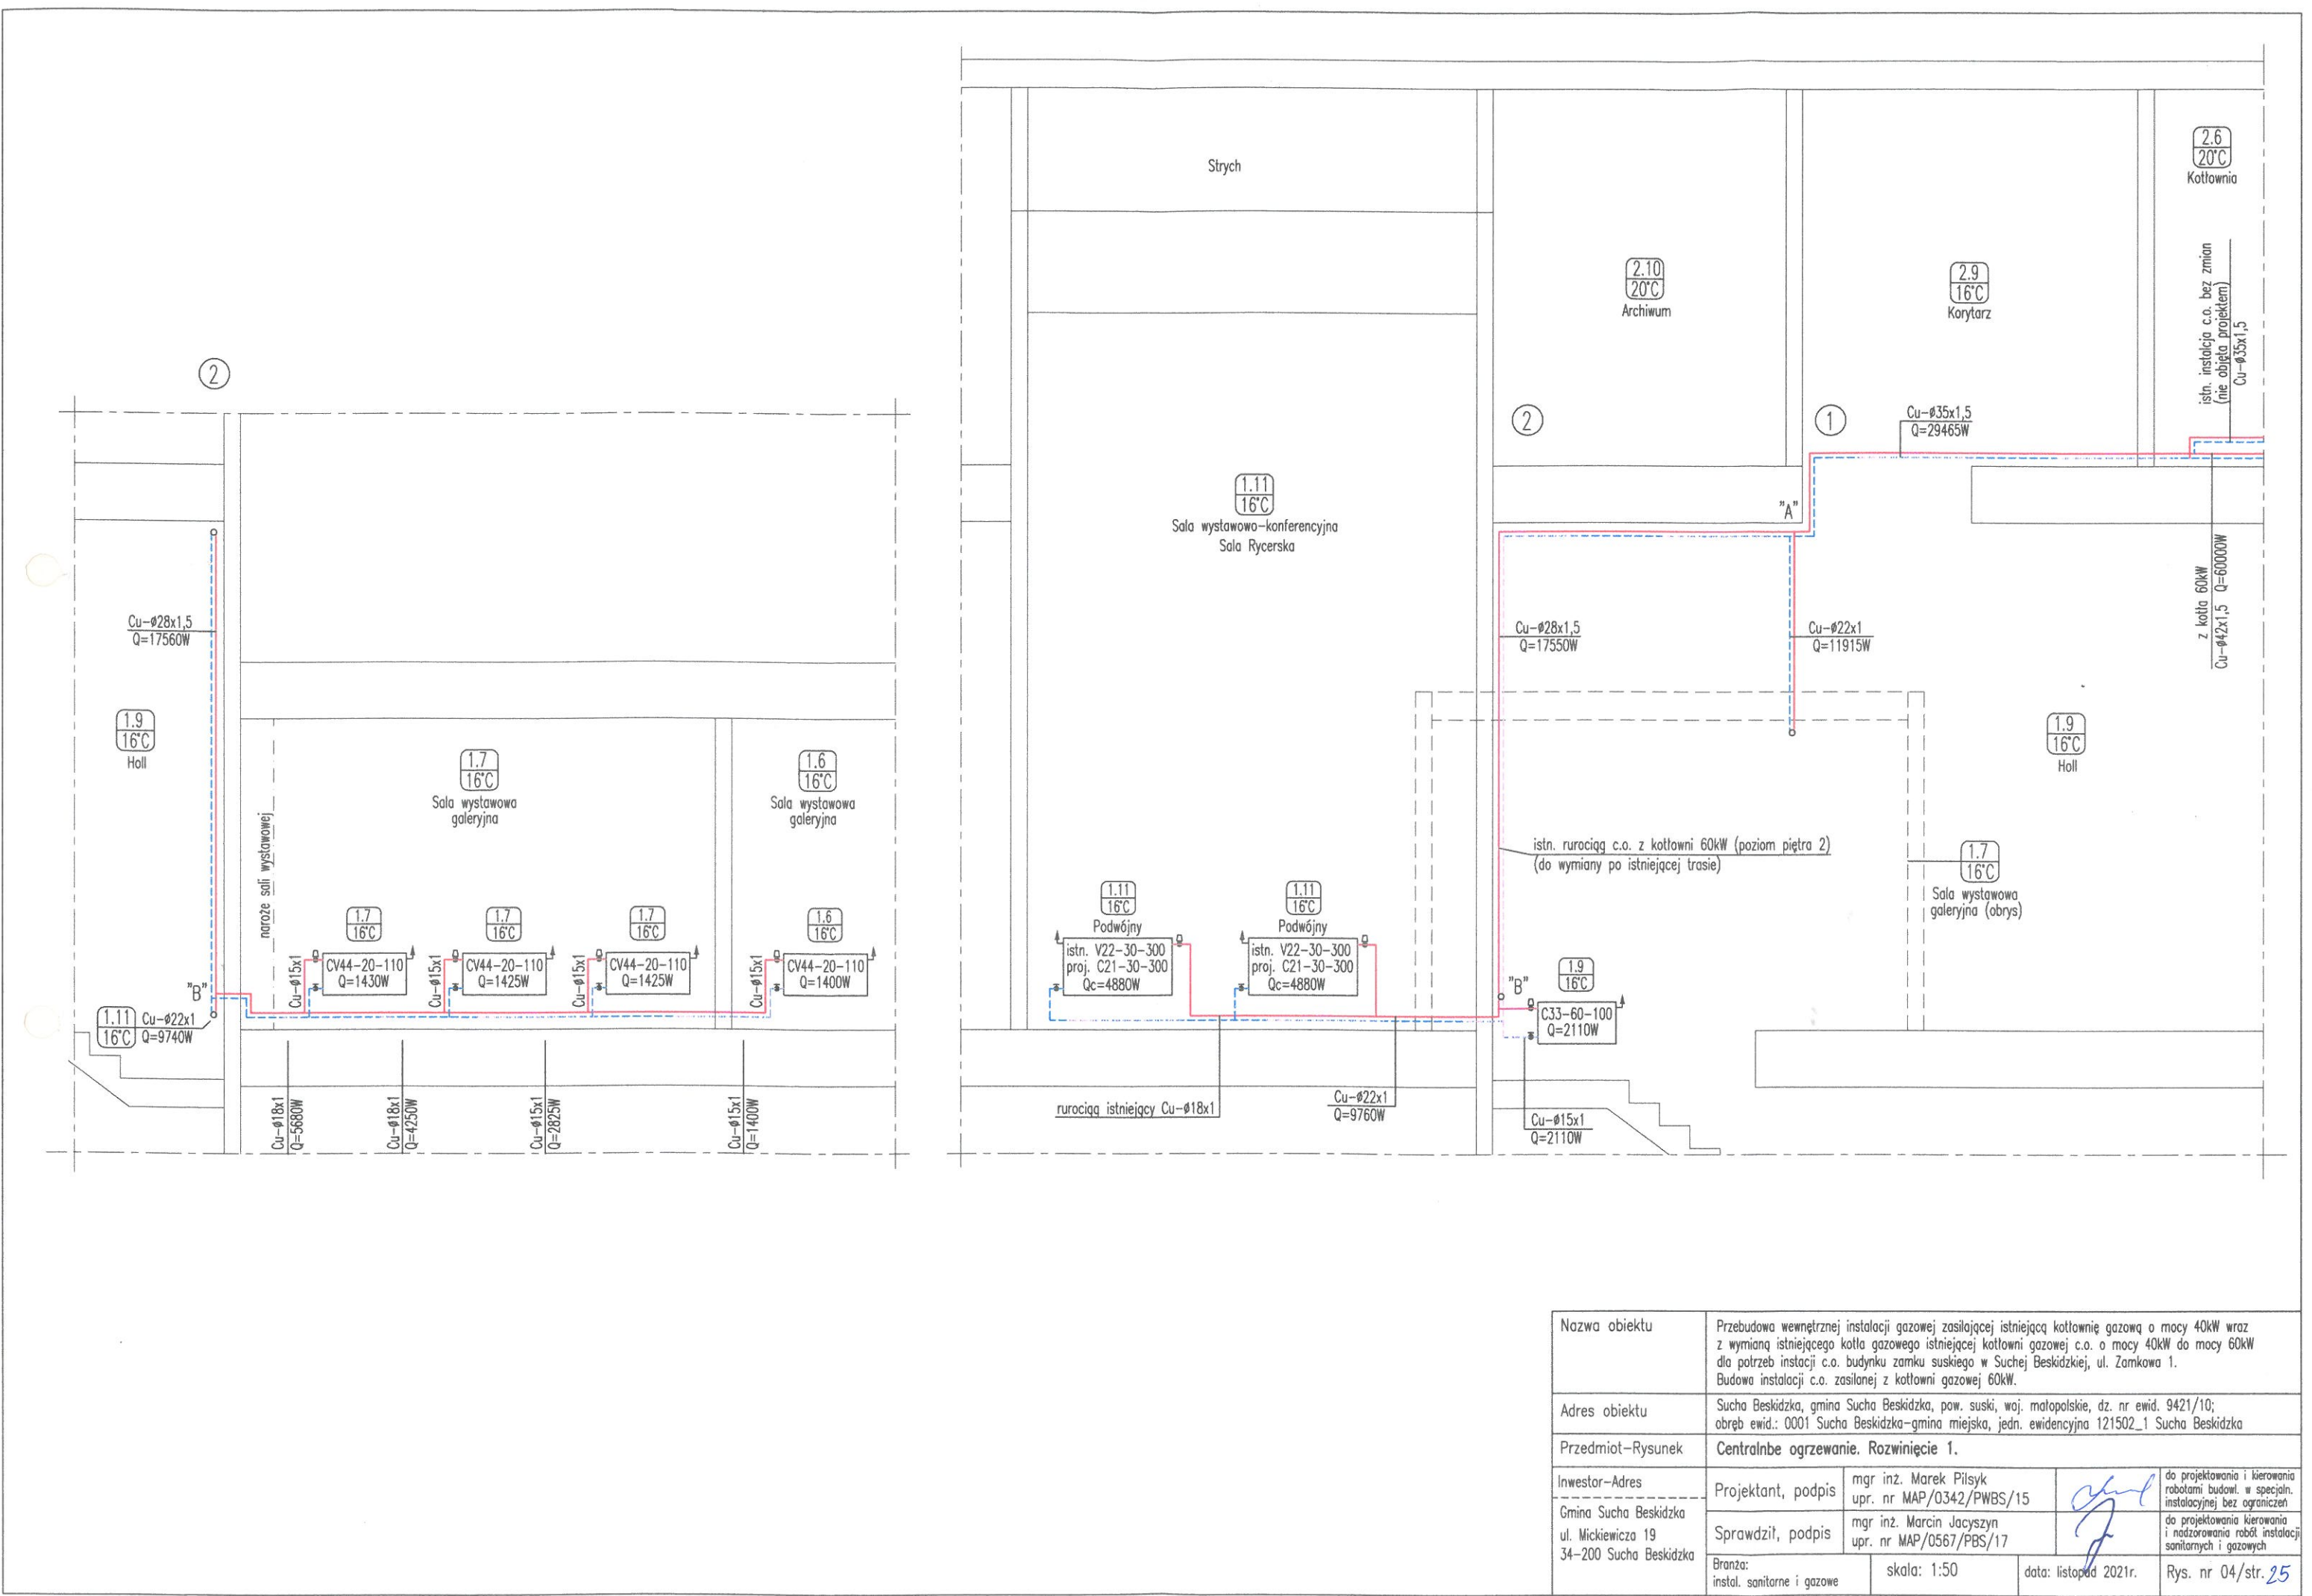 2
Cu-ø28x1,5
Q=17560W
1.9
16°C
Holl
"B"
1.11
16°C
Cu-ø22x1
Q=9740W
naroże sali wystawowej
1.7
16°C
Sala wystawowa
galeryjna
1.6
16°C
Sala wystawowa
galeryjna
1.7
16°C
1.7
16°C
1.7
16°C
1.6
16°C
Cu-ø15x1
CV44-20-110
Q=1430W
Cu-ø15x1
CV44-20-110
Q=1425W
Cu-ø15x1
CV44-20-110
Q=1425W
Cu-ø15x1
CV44-20-110
Q=1400W
Cu-ø18x1
Q=5680W
Cu-ø18x1
Q=4250W
Cu-ø15x1
Q=2825W
Cu-ø15x1
Q=1400W
Strych
2.10
20°C
Archiwum
2.9
16°C
Korytarz
2.6
20°C
Kotłownia
istn. instalcja c.o. bez zmian
(nie objęta projektem)
Cu-ø35x1,5
2
1
Cu-ø35x1,5
Q=29465W
1.11
16°C
Sala wystawowo-konferencyjna
Sala Rycerska
"A"
z kotła 60kW
Cu-ø42x1,5 Q=60000W
Cu-ø28x1,5
Q=17550W
Cu-ø22x1
Q=11915W
1.9
16°C
Holl
istn. rurociąg c.o. z kotłowni 60kW (poziom piętra 2)
(do wymiany po istniejącej trasie)
1.7
16°C
Sala wystawowa
galeryjna (obrys)
1.11
16°C
Podwójny
istn. V22-30-300
proj. C21-30-300
Qc=4880W
1.11
16°C
Podwójny
istn. V22-30-300
proj. C21-30-300
Qc=4880W
"B"
1.9
16°C
C33-60-100
Q=2110W
rurociąg istniejący Cu-ø18x1
Cu-ø22x1
Q=9760W
Cu-ø15x1
Q=2110W
Nazwa obiektu
Przebudowa wewnętrznej instalacji gazowej zasilającej istniejącą kotłownię gazową o mocy 40kW wraz
z wymianą istniejącego kotła gazowego istniejącej kotłowni gazowej c.o. o mocy 40kW do mocy 60kW
dla potrzeb instacji c.o. budynku zamku suskiego w Suchej Beskidzkiej, ul. Zamkowa 1.
Budowa instalacji c.o. zasilanej z kotłowni gazowej 60kW.
Adres obiektu
Sucha Beskidzka, gmina Sucha Beskidzka, pow. suski, woj. małopolskie, dz. nr ewid. 9421/10;
obręb ewid.: 0001 Sucha Beskidzka-gmina miejska, jedn. ewidencyjna 121502_1 Sucha Beskidzka
Przedmiot-Rysunek
Centralnbe ogrzewanie. Rozwinięcie 1.
Inwestor-Adres
Gmina Sucha Beskidzka
ul. Mickiewicza 19
34-200 Sucha Beskidzka
Projektant, podpis
mgr inż. Marek Pilsyk
upr. nr MAP/0342/PWBS/15
do projektowania i kierowania
robotami budowl. w specjaln.
instalacyjnej bez ograniczeń
Sprawdził, podpis
mgr inż. Marcin Jacyszyn
upr. nr MAP/0567/PBS/17
do projektowania kierowania
i nadzorowania robót instalacji
sanitarnych i gazowych
Branża:
instal. sanitarne i gazowe
skala: 1:50
data: listopad 2021r.
Rys. nr 04/str. 25